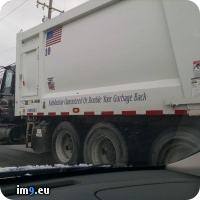 Satisfaction Guaranteed Or Double Your Garbage Back
im9.eu